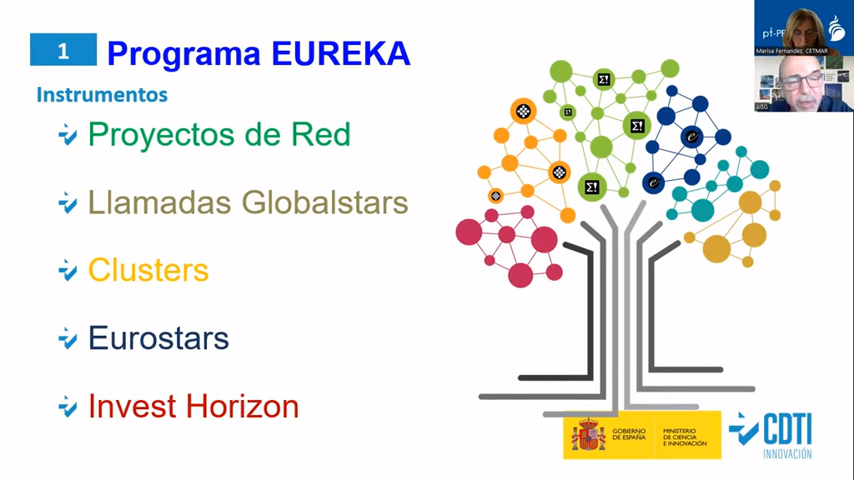 1
Programa EUREKA
Instrumentos
Proyectos de Red
Llamadas Globalstars
Clusters
Eurostars
Invest Horizon
Σ!
Σ!
Σ!
Σ!
e
e
GOBIERNO
DE ESPAÑA
MINISTERIO
DE CIENCIA
E INNOVACIÓN
CDTI
INNOVACIÓN
Marisa Fernandez, CETMAR